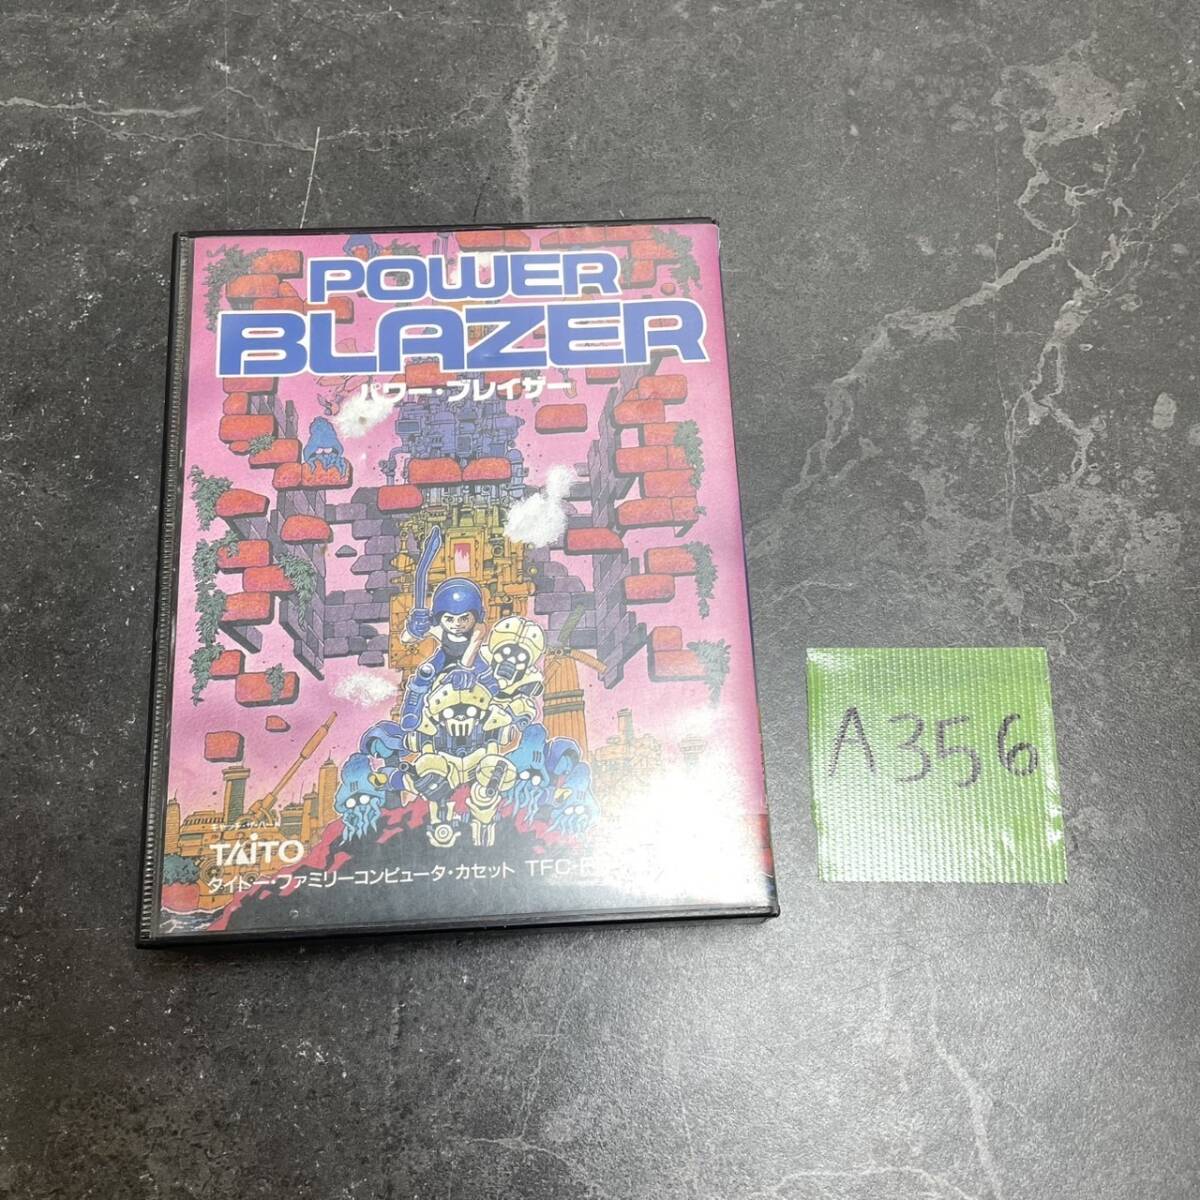 POWER
BLAZER
パワー・ブレイザー
A356
TAITO
タイトー・ファミリーコンピュータ・カセット TFC-